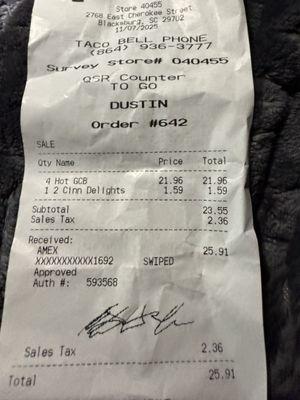 Store 40455
2768 East Cherokee Street
Blacksburg, SC 29702
11/07/2025
TACO BELL PHONE
(864) 936-3777
Survey Store# 040455
QSR Counter
TO GO
DUSTIN
Order #642
SALE
Qty Name Price Total
4 Hot GCB 21.96 21.96
1 2 Cinn Delights 1.59 1.59
Subtotal 23.55
Sales Tax 2.36
Received:
AMEX 25.91
XXXXXXXXXXX1692 SWIPED
Approved
Auth #: 593568
Sales Tax 2.36
Total 25.91